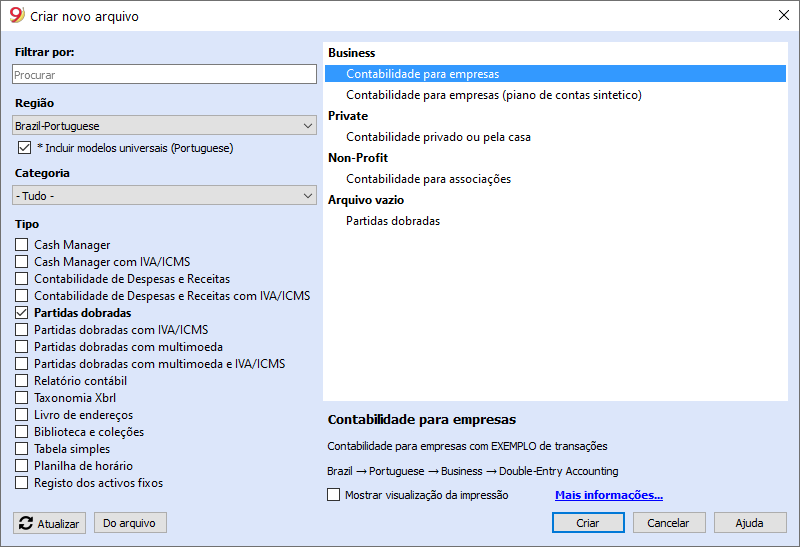 Criar novo arquivo
Filtrar por:
Procurar
Região
Brazil-Portuguese
* Incluir modelos universais (Portuguese)
Categoria
- Tudo -
Tipo
Cash Manager
Cash Manager com IVA/ICMS
Contabilidade de Despesas e Receitas
Contabilidade de Despesas e Receitas com IVA/ICMS
Partidas dobradas
Partidas dobradas com IVA/ICMS
Partidas dobradas com multimoeda
Partidas dobradas com multimoeda e IVA/ICMS
Relatório contábil
Taxonomia Xbrl
Livro de endereços
Biblioteca e coleções
Tabela simples
Planilha de horário
Registo dos activos fixos
Atualizar
Do arquivo
Business
Contabilidade para empresas
Contabilidade para empresas (piano de contas sintetico)
Private
Contabilidade privado ou pela casa
Non-Profit
Contabilidade para associações
Arquivo vazio
Partidas dobradas
Contabilidade para empresas
Contabilidade para empresas com EXEMPLO de transações
Brazil → Portuguese → Business → Double-Entry Accounting
Mostrar visualização da impressão
Mais informações...
Criar
Cancelar
Ajuda